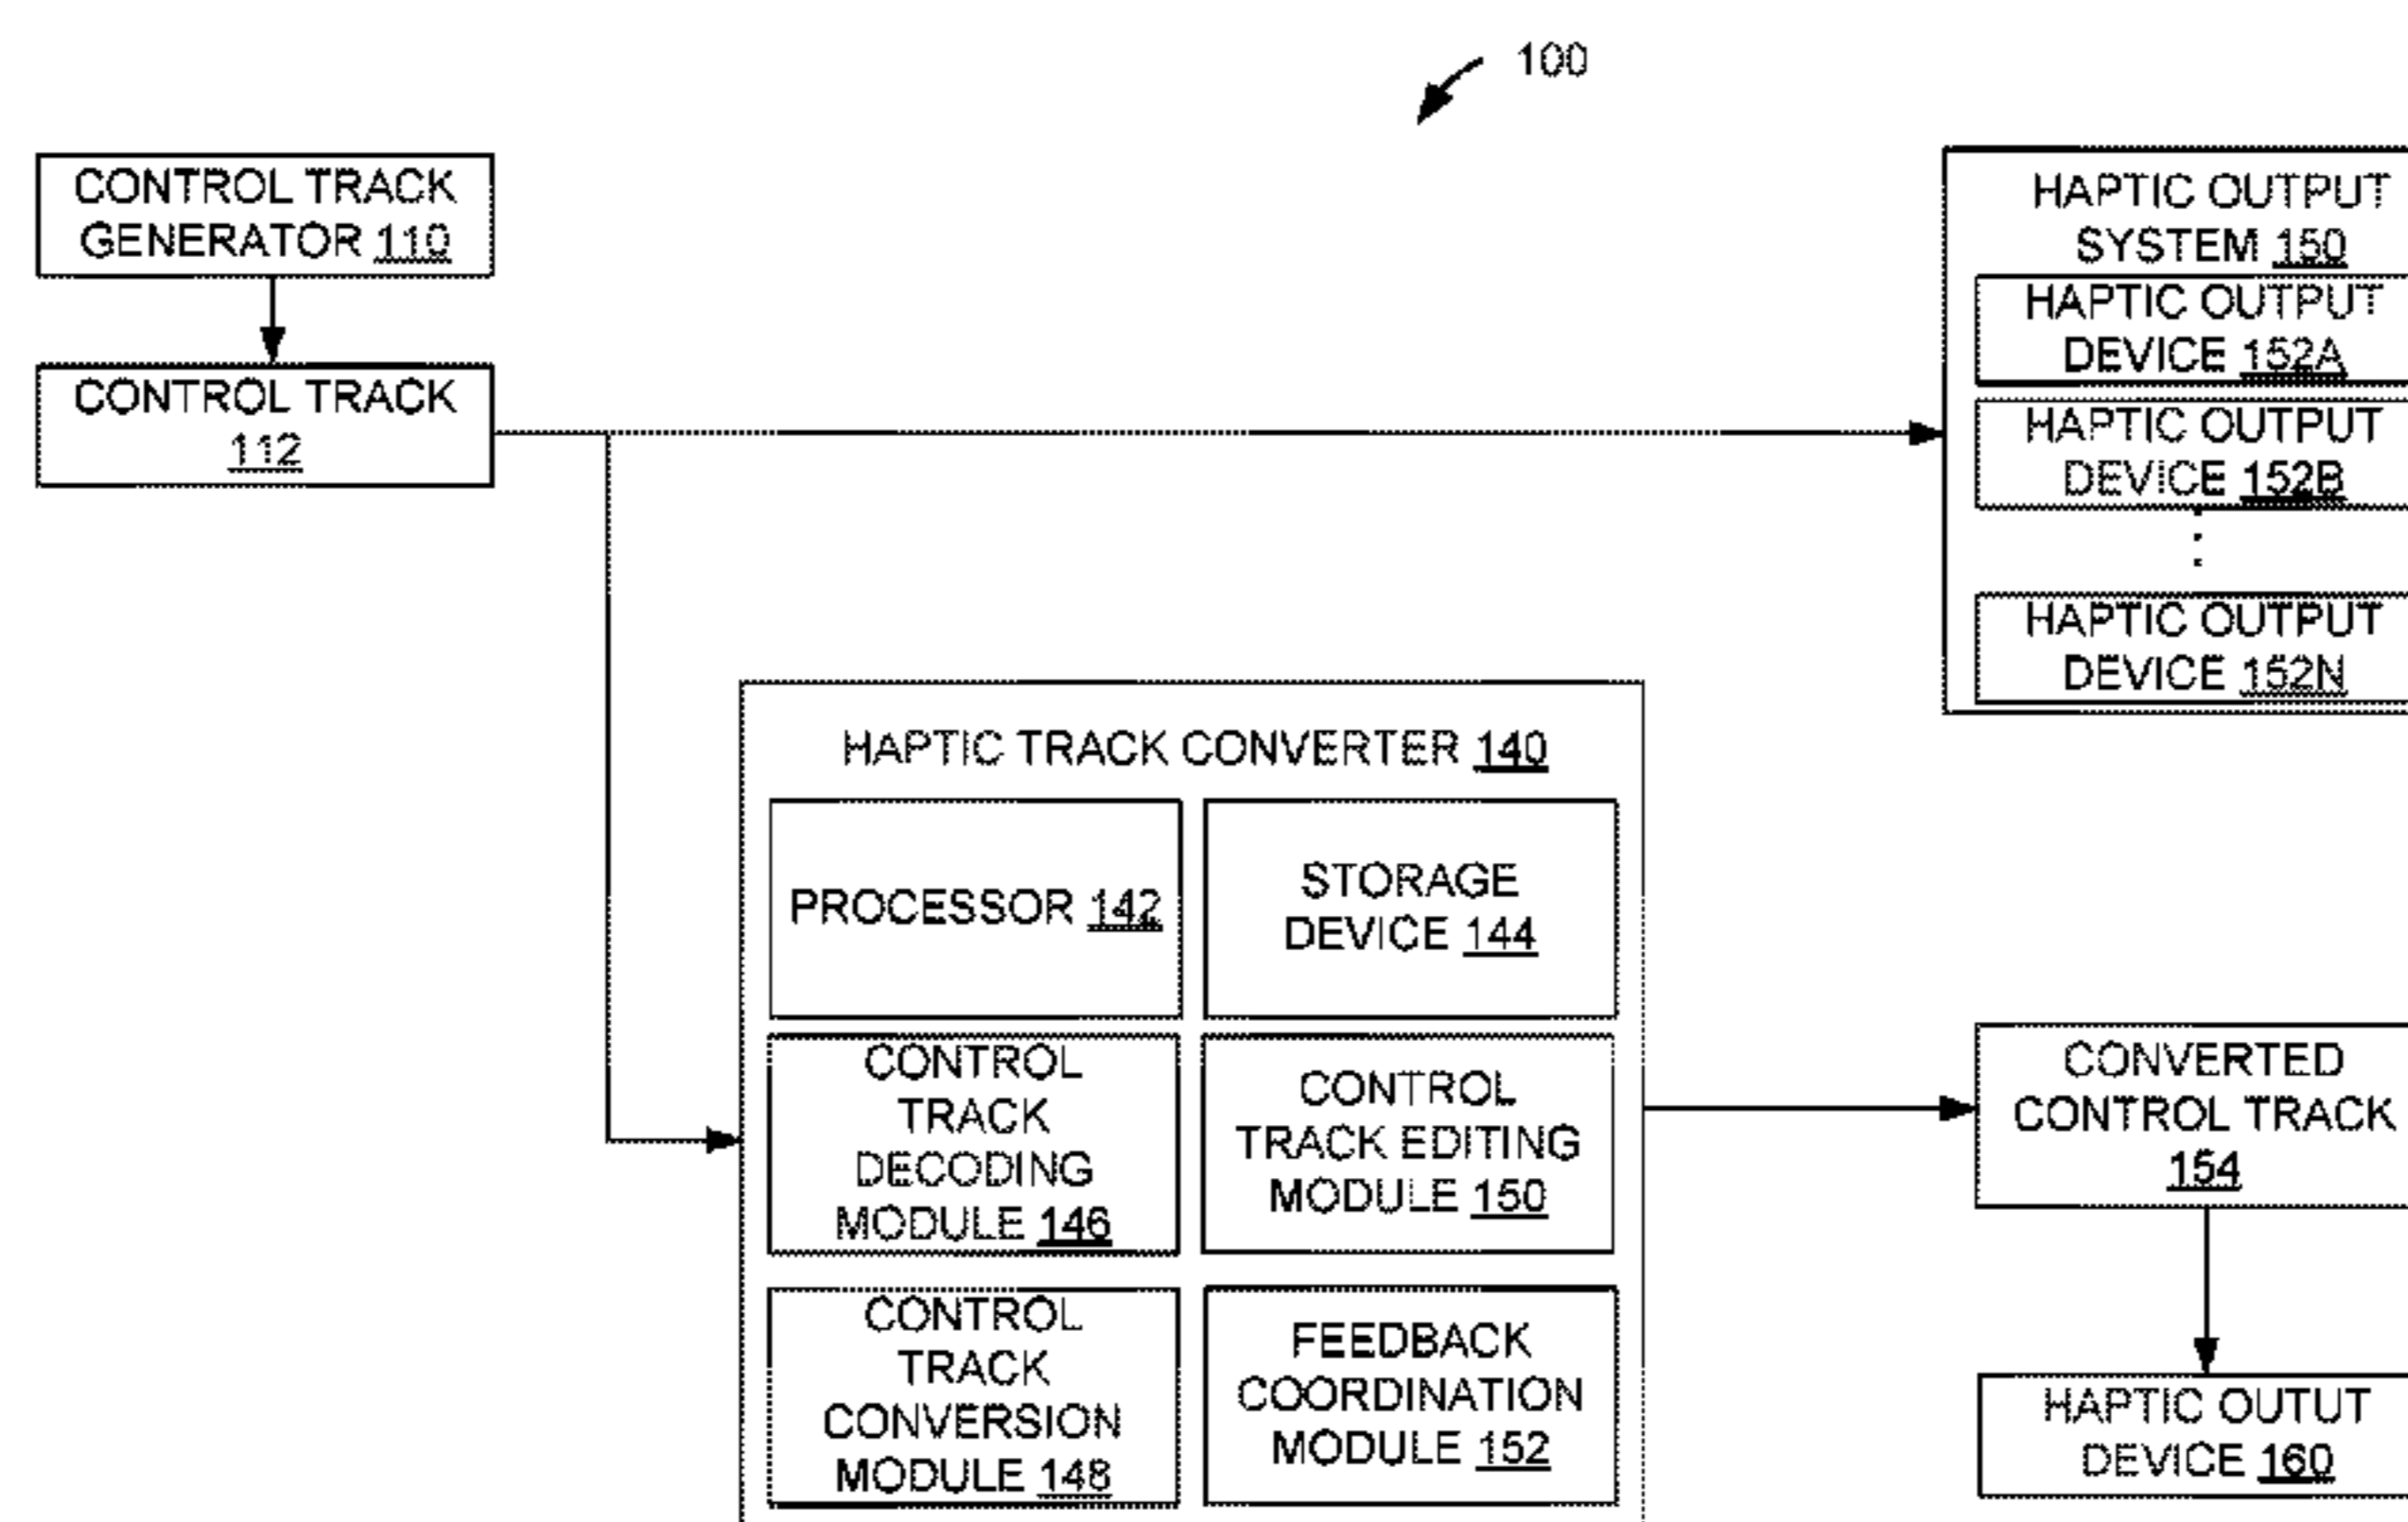 100
CONTROL TRACK
GENERATOR 110
CONTROL TRACK
112
HAPTIC OUTPUT
SYSTEM 150
HAPTIC OUTPUT
DEVICE 152A
HAPTIC OUTPUT
DEVICE 152B
HAPTIC OUTPUT
DEVICE 152N
HAPTIC TRACK CONVERTER 140
PROCESSOR 142
STORAGE
DEVICE 144
CONTROL
TRACK
DECODING
MODULE 146
CONTROL
TRACK EDITING
MODULE 150
CONTROL
TRACK
CONVERSION
MODULE 148
FEEDBACK
COORDINATION
MODULE 152
CONVERTED
CONTROL TRACK
154
HAPTIC OUTUT
DEVICE 160